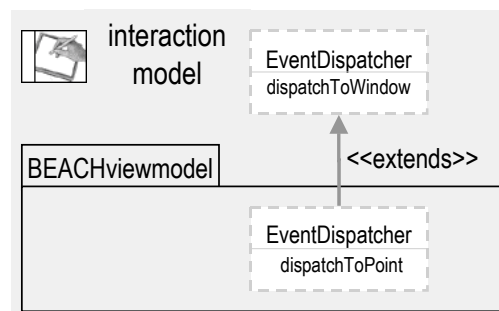 interaction
model
EventDispatcher
dispatchToWindow
<<extends>>
BEACHviewmodel
EventDispatcher
dispatchToPoint